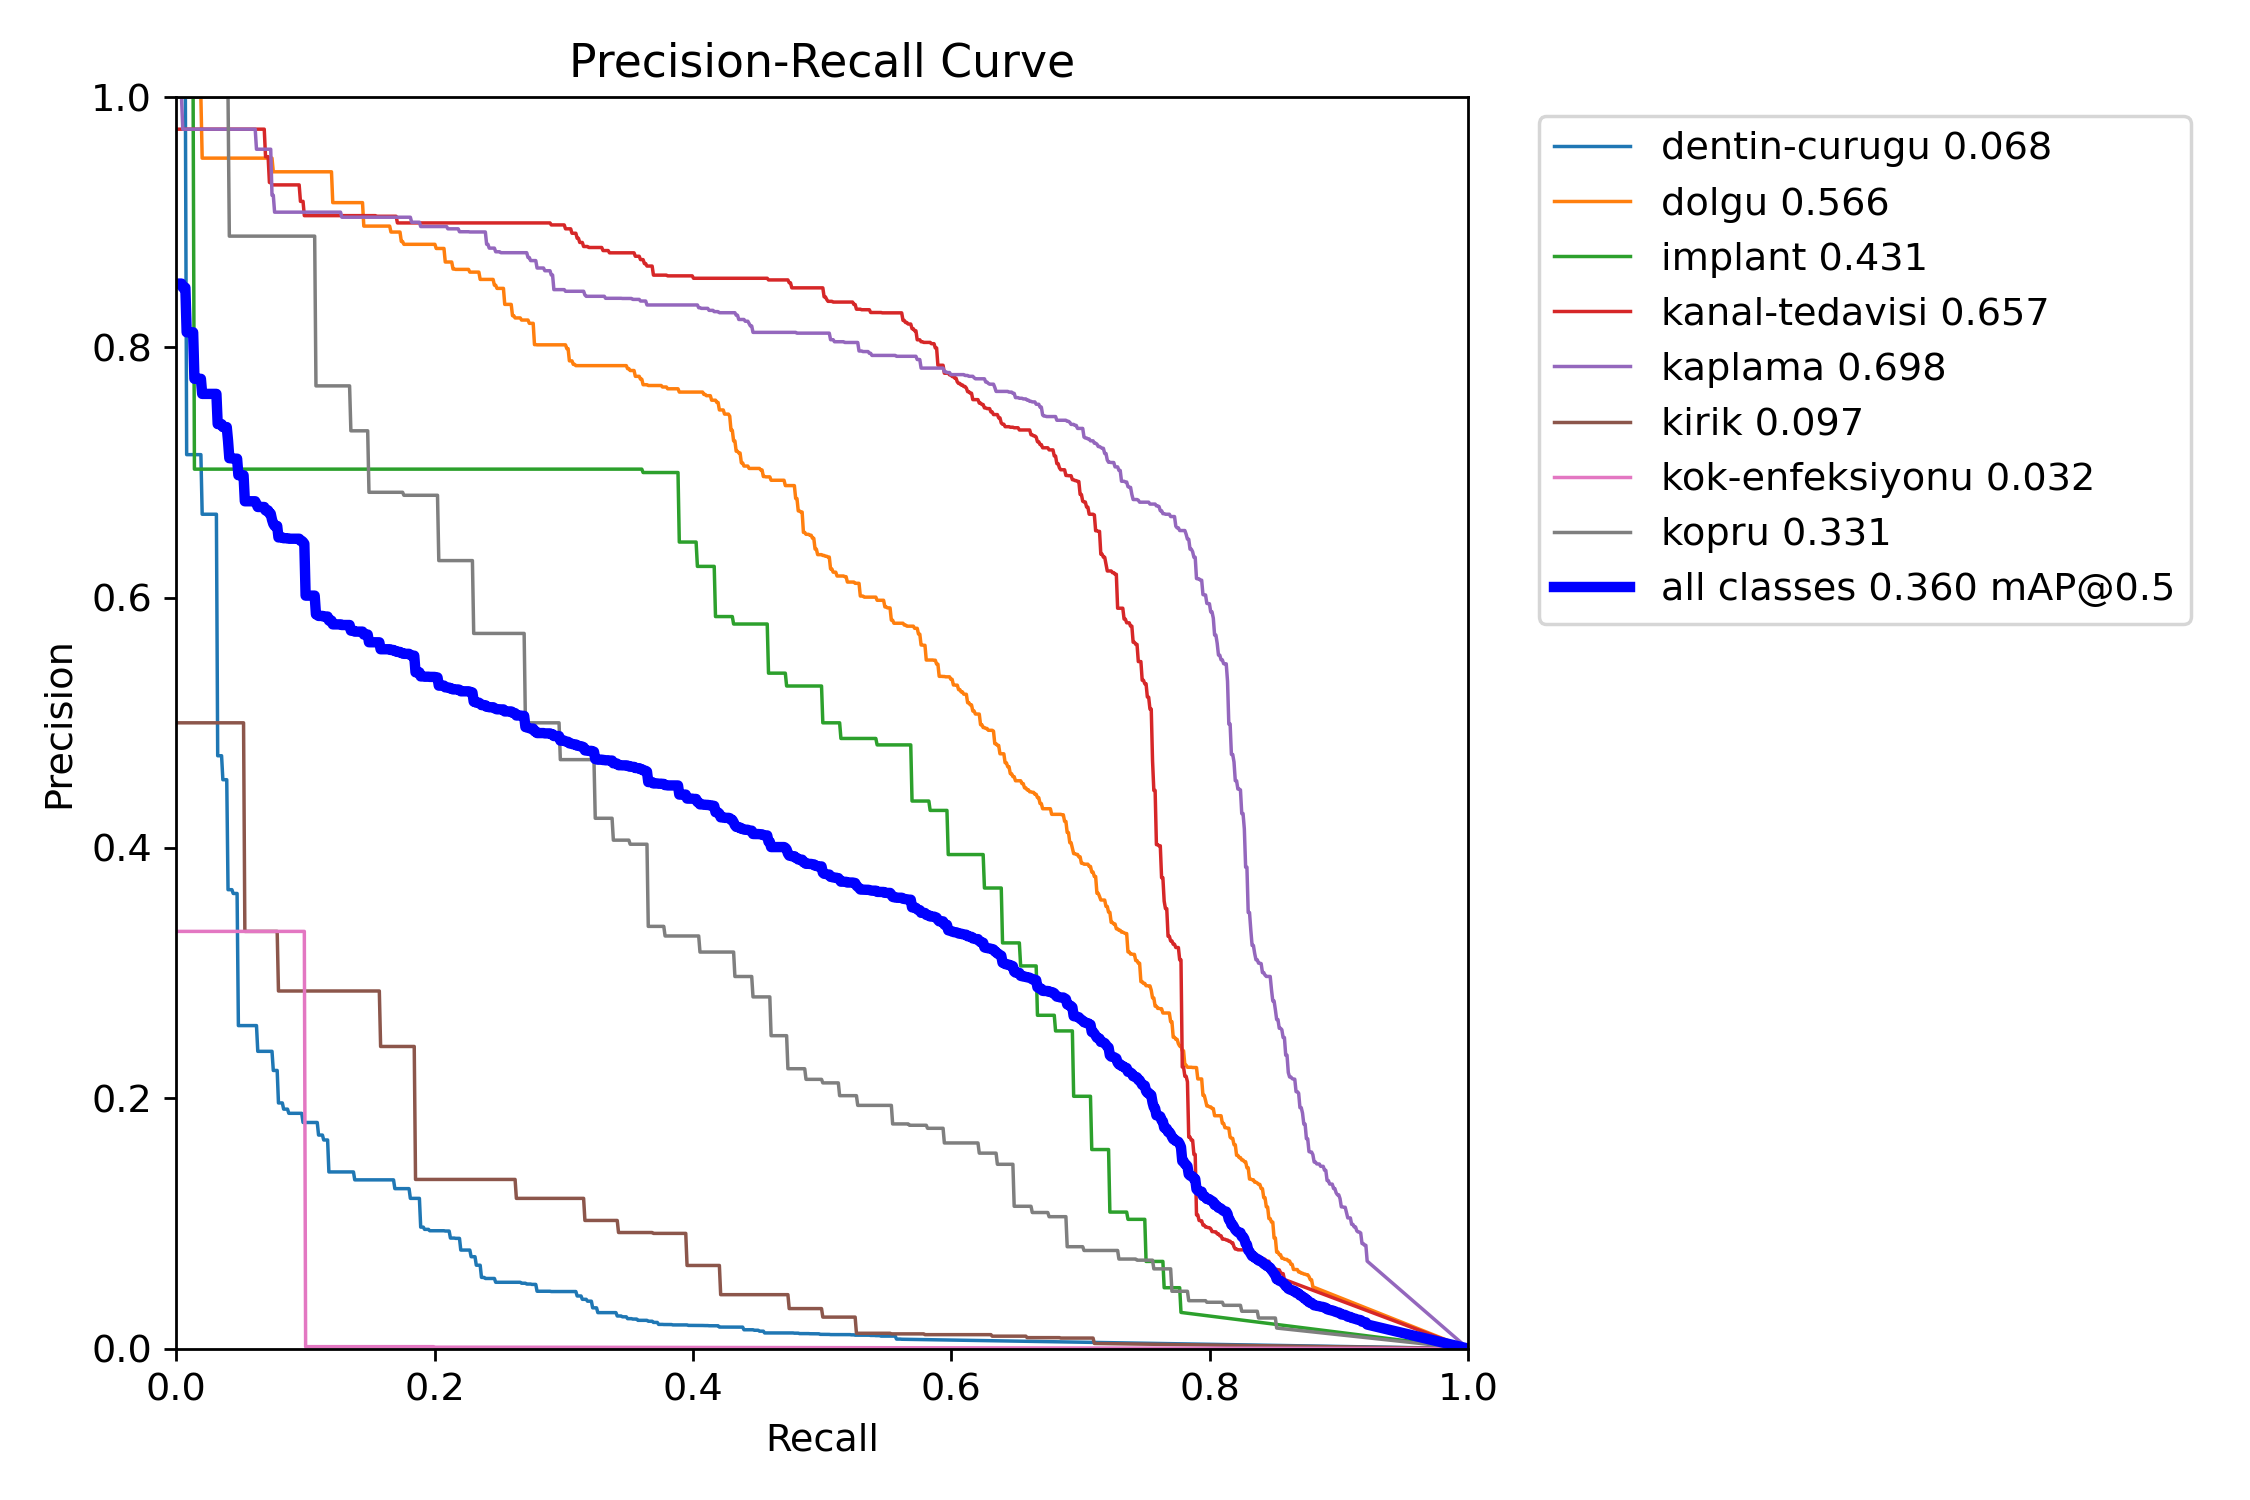 Precision-Recall Curve
1.0
0.8
0.6
0.4
0.2
0.0
Precision
0.0 0.2 0.4 0.6 0.8 1.0
Recall
dentin-curugu 0.068
dolgu 0.566
implant 0.431
kanal-tedavisi 0.657
kaplama 0.698
kirik 0.097
kok-enfeksiyonu 0.032
kopru 0.331
all classes 0.360 mAP@0.5